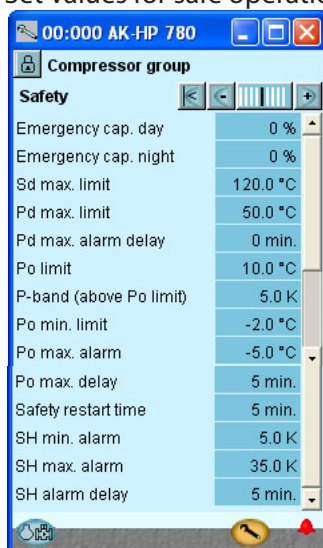 Set values for safe operatio
00:000 AK-HP 780
Compressor group
Safety
Emergency cap. day 0 %
Emergency cap. night 0 %
Sd max. limit 120.0 °C
Pd max. limit 50.0 °C
Pd max. alarm delay 0 min.
Po limit 10.0 °C
P-band (above Po limit) 5.0 K
Po min. limit -2.0 °C
Po max. alarm -5.0 °C
Po max. delay 5 min.
Safety restart time 5 min.
SH min. alarm 5.0 K
SH max. alarm 35.0 K
SH alarm delay 5 min.